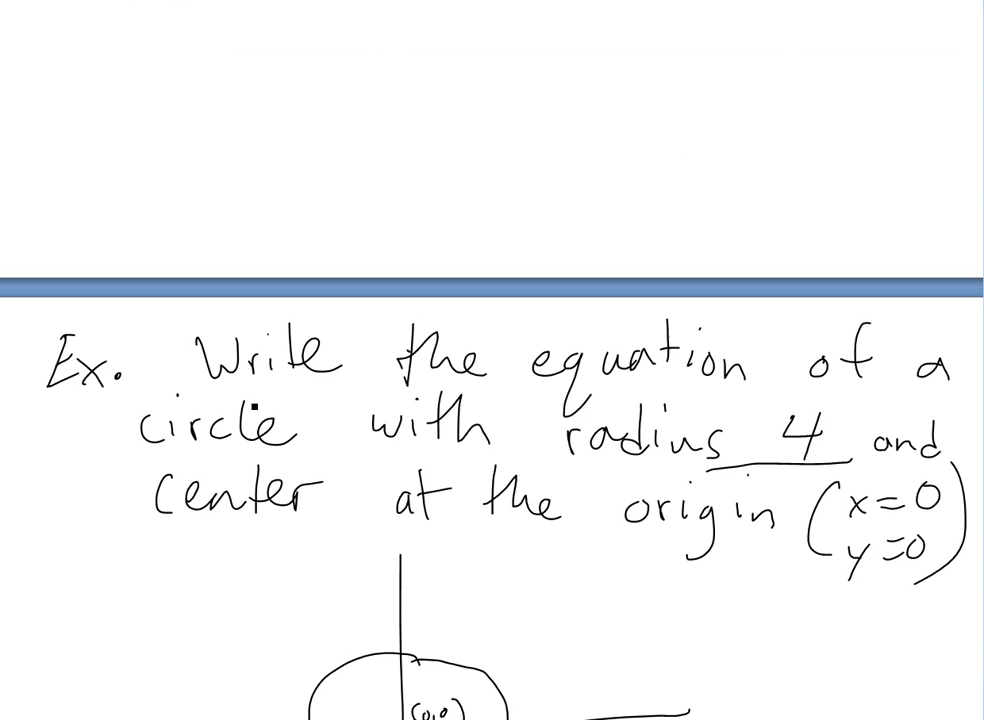 Ex. Write the equation of a
circle with radius 4 and
center at the origin (x=0
y=0)
(0,0)